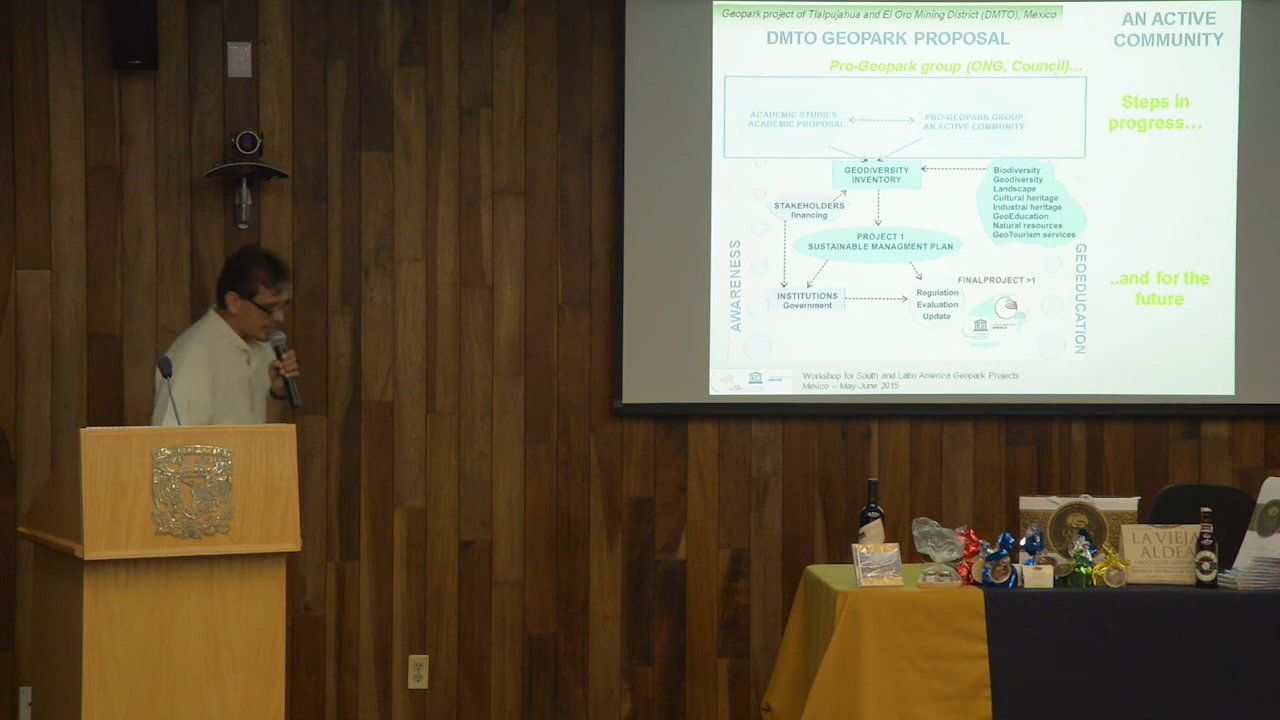 Geopark project of Tlalpujahua and El Oro Mining District (DMTO), Mexico
DMTO GEOPARK PROPOSAL
AN ACTIVE
COMMUNITY
Pro-Geopark group (ONG, Council)...
Steps in
progress...
ACADEMIC STUDIES
ACADEMIC PROPOSAL
PRO-GEOPARK GROUP
AN ACTIVE COMMUNITY
GEODIVERSITY
INVENTORY
Biodiversity
Geodiversity
Landscape
Cultural heritage
Industrail heritage
GeoEducation
Natural resources
GeoTourism services
STAKEHOLDERS
financing
PROJECT 1
SUSTAINABLE MANAGMENT PLAN
AWARENESS
GEOEDUCATION
FINALPROJECT >1
..and for the
future
INSTITUTIONS
Government
Regulation
Evaluation
Update
Workshop for South and Latin America Geopark Projects
Mexico – May-June 2015
LA VIEJA
ALDEA